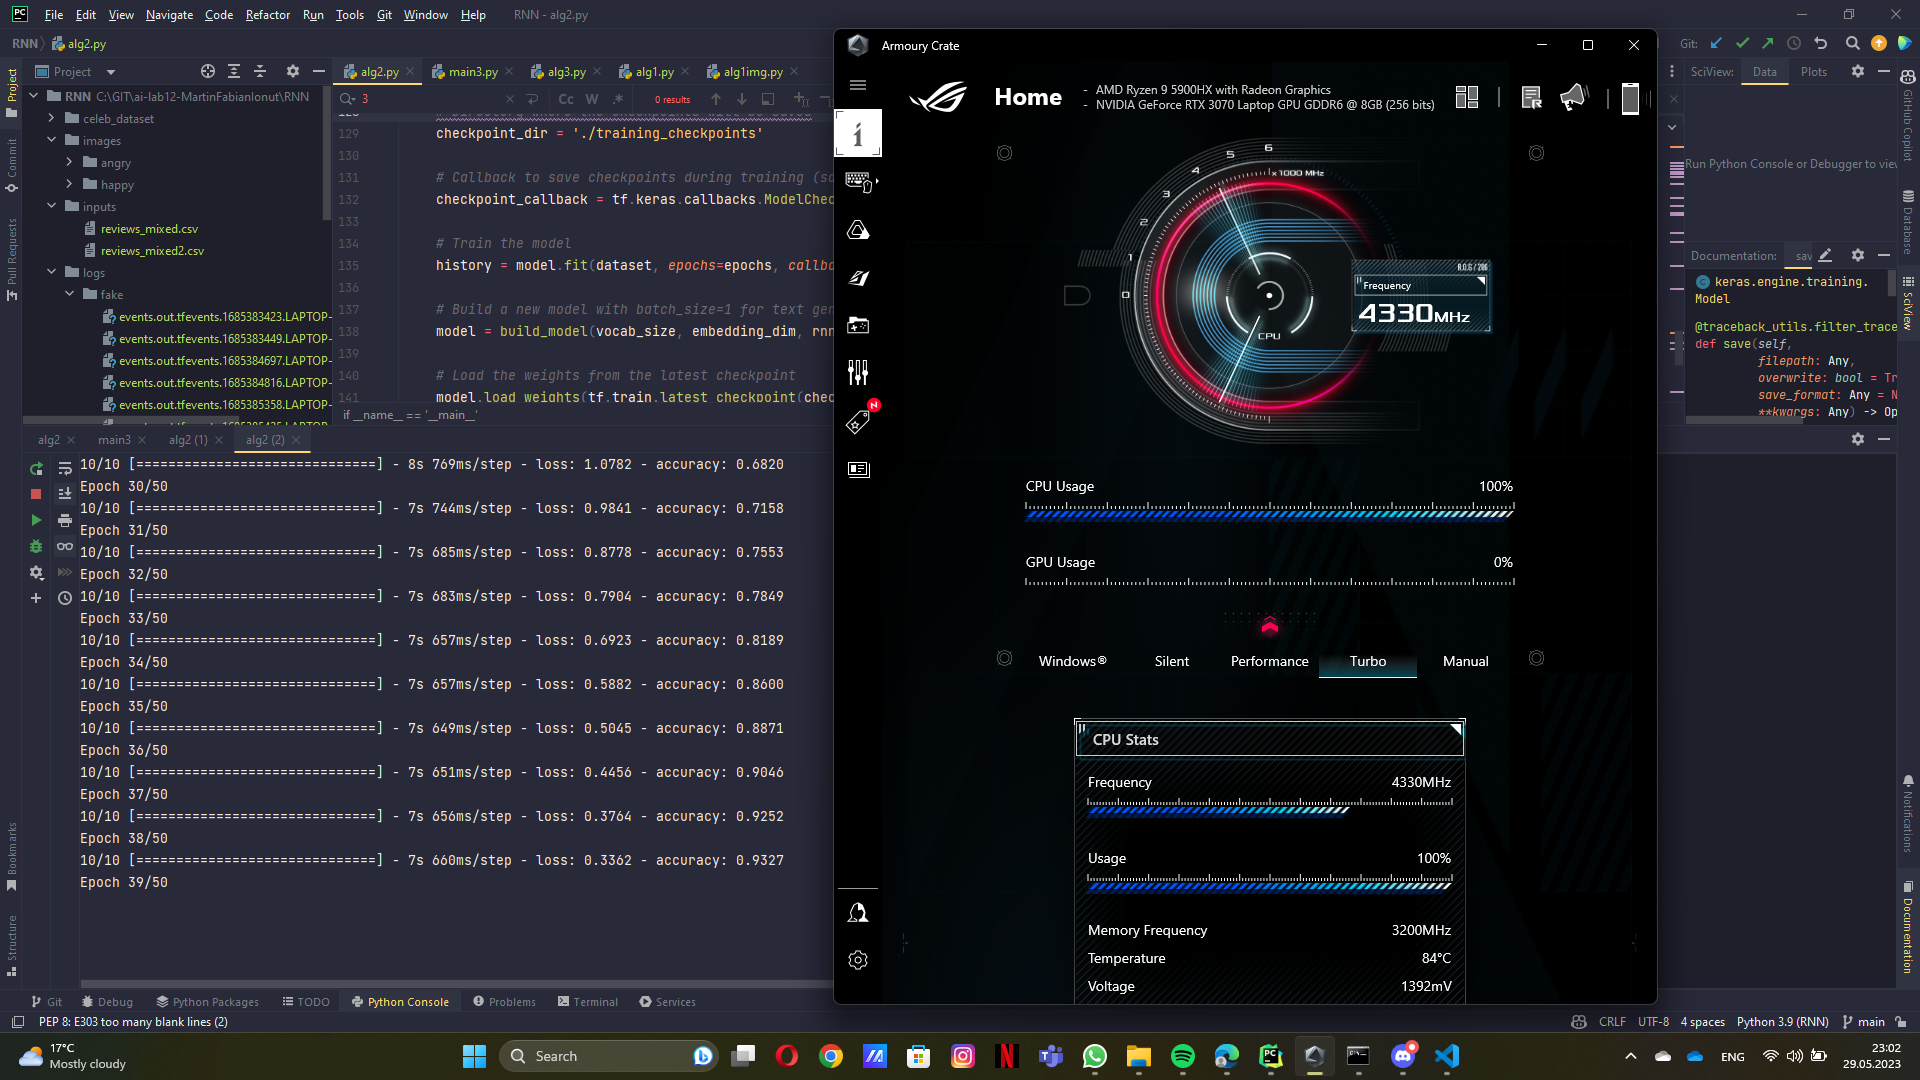 File Edit View Navigate Code Refactor Run Tools Git Window Help RNN - alg2.py
RNN alg2.py
Git:
Project
alg2.py main3.py alg3.py alg1.py alg1img.py
SciView: Data Plots
RNN C:\GIT\ai-lab12-MartinFabianIonut\RNN
celeb_dataset
images
angry
happy
inputs
reviews_mixed.csv
reviews_mixed2.csv
logs
fake
events.out.tfevents.1685383423.LAPTOP-
events.out.tfevents.1685383449.LAPTOP-
events.out.tfevents.1685384697.LAPTOP-
events.out.tfevents.1685384816.LAPTOP-
events.out.tfevents.1685385358.LAPTOP-
3 Cc W .* 0 results
129 checkpoint_dir = './training_checkpoints'
130
131 # Callback to save checkpoints during training (sa
132 checkpoint_callback = tf.keras.callbacks.ModelChec
133
134 # Train the model
135 history = model.fit(dataset, epochs=epochs, callba
136
137 # Build a new model with batch_size=1 for text gen
138 model = build_model(vocab_size, embedding_dim, rnn
139
140 # Load the weights from the latest checkpoint
141 model.load_weights(tf.train.latest_checkpoint(chec
if __name__ == '__main__'
alg2 main3 alg2 (1) alg2 (2)
10/10 [==============================] - 8s 769ms/step - loss: 1.0782 - accuracy: 0.6820
Epoch 30/50
10/10 [==============================] - 7s 744ms/step - loss: 0.9841 - accuracy: 0.7158
Epoch 31/50
10/10 [==============================] - 7s 685ms/step - loss: 0.8778 - accuracy: 0.7553
Epoch 32/50
10/10 [==============================] - 7s 683ms/step - loss: 0.7904 - accuracy: 0.7849
Epoch 33/50
10/10 [==============================] - 7s 657ms/step - loss: 0.6923 - accuracy: 0.8189
Epoch 34/50
10/10 [==============================] - 7s 657ms/step - loss: 0.5882 - accuracy: 0.8600
Epoch 35/50
10/10 [==============================] - 7s 649ms/step - loss: 0.5045 - accuracy: 0.8871
Epoch 36/50
10/10 [==============================] - 7s 651ms/step - loss: 0.4456 - accuracy: 0.9046
Epoch 37/50
10/10 [==============================] - 7s 656ms/step - loss: 0.3764 - accuracy: 0.9252
Epoch 38/50
10/10 [==============================] - 7s 660ms/step - loss: 0.3362 - accuracy: 0.9327
Epoch 39/50
Armoury Crate
Home
- AMD Ryzen 9 5900HX with Radeon Graphics
- NVIDIA GeForce RTX 3070 Laptop GPU GDDR6 @ 8GB (256 bits)
0 1 2 3 4 5 6
x 1000 MHz
CPU
R.O.G / 286
Frequency
4330MHz
CPU Usage 100%
GPU Usage 0%
Windows® Silent Performance Turbo Manual
CPU Stats
Frequency 4330MHz
Usage 100%
Memory Frequency 3200MHz
Temperature 84°C
Voltage 1392mV
Run Python Console or Debugger to view
Documentation: sav
keras.engine.training.
Model
@traceback_utils.filter_trace
def save(self,
filepath: Any,
overwrite: bool = Tr
save_format: Any = N
**kwargs: Any) -> Op
Project
Commit
Pull Requests
Bookmarks
Structure
GitHub Copilot
Database
SciView
Notifications
Documentation
Git Debug Python Packages TODO Python Console Problems Terminal Services
PEP 8: E303 too many blank lines (2)
CRLF UTF-8 4 spaces Python 3.9 (RNN) main
17°C
Mostly cloudy
Search
ENG
23:02
29.05.2023